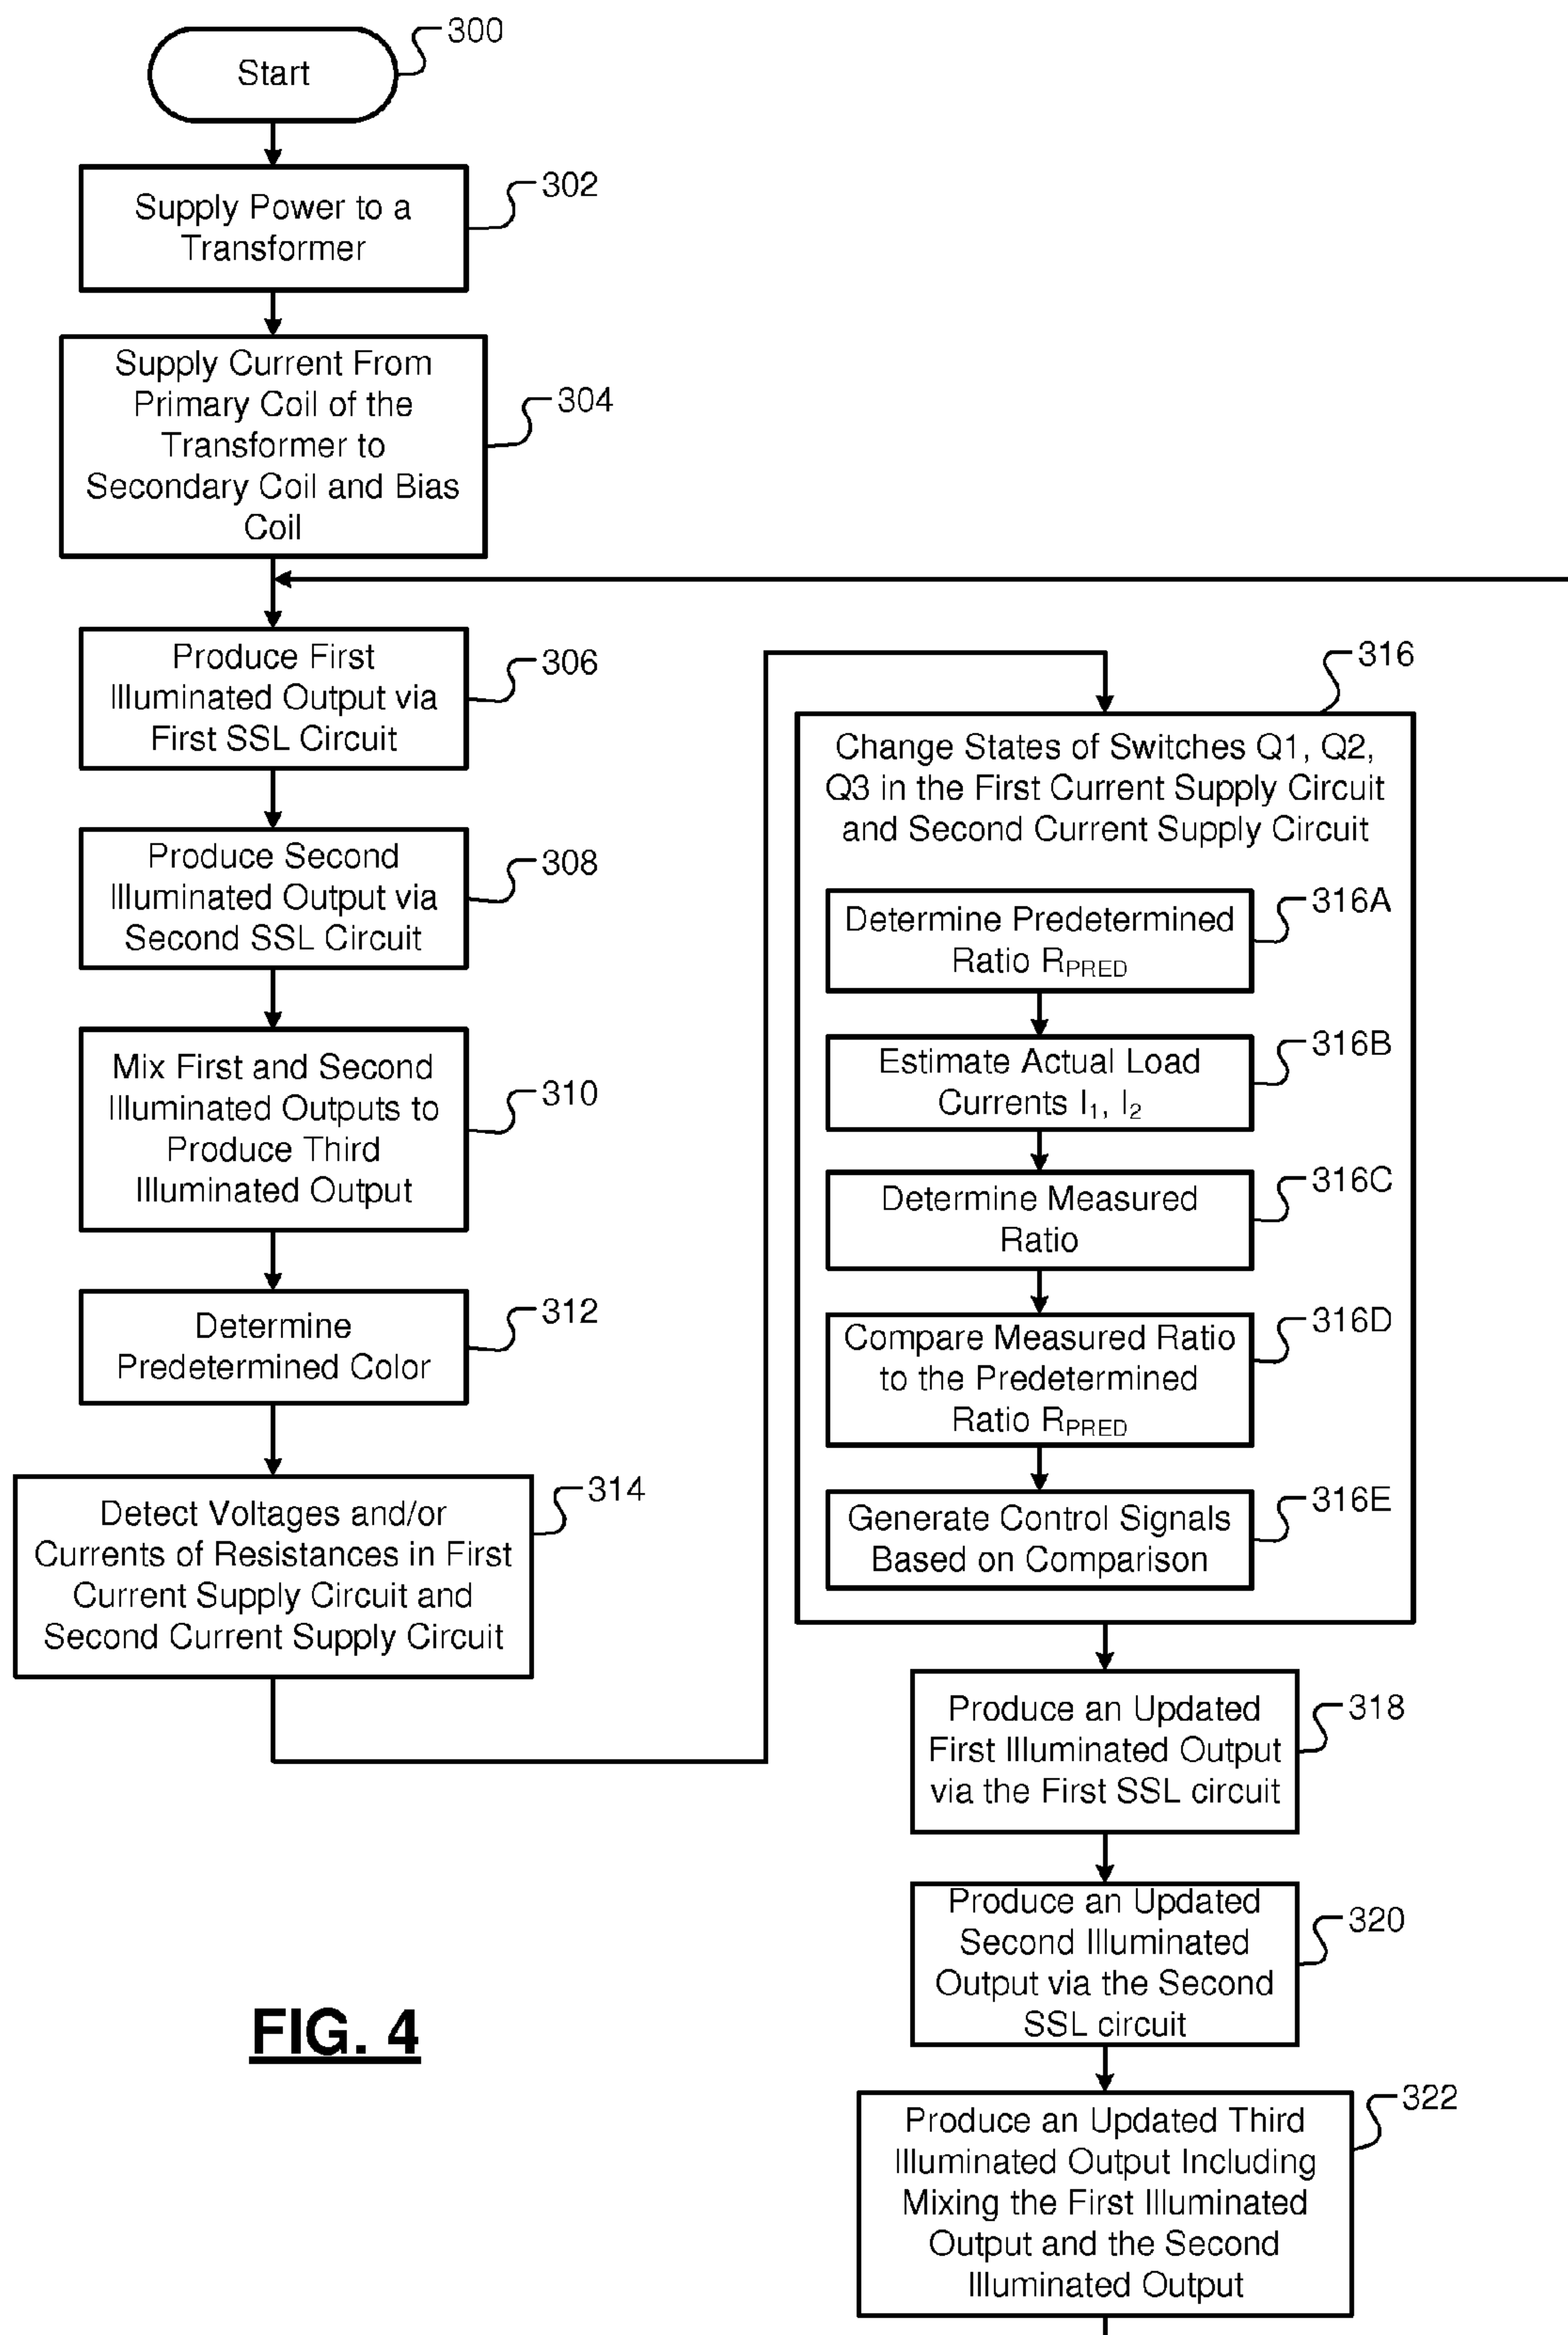 Start
300
Supply Power to a
Transformer
302
Supply Current From
Primary Coil of the
Transformer to
Secondary Coil and Bias
Coil
304
Produce First
Illuminated Output via
First SSL Circuit
306
Produce Second
Illuminated Output via
Second SSL Circuit
308
Mix First and Second
Illuminated Outputs to
Produce Third
Illuminated Output
310
Determine
Predetermined Color
312
Detect Voltages and/or
Currents of Resistances in First
Current Supply Circuit and
Second Current Supply Circuit
314
316
Change States of Switches Q1, Q2,
Q3 in the First Current Supply Circuit
and Second Current Supply Circuit
Determine Predetermined
Ratio RPRED
316A
Estimate Actual Load
Currents I1, I2
316B
Determine Measured
Ratio
316C
Compare Measured Ratio
to the Predetermined
Ratio RPRED
316D
Generate Control Signals
Based on Comparison
316E
Produce an Updated
First Illuminated Output
via the First SSL circuit
318
Produce an Updated
Second Illuminated
Output via the Second
SSL circuit
320
Produce an Updated Third
Illuminated Output Including
Mixing the First Illuminated
Output and the Second
Illuminated Output
322
FIG. 4